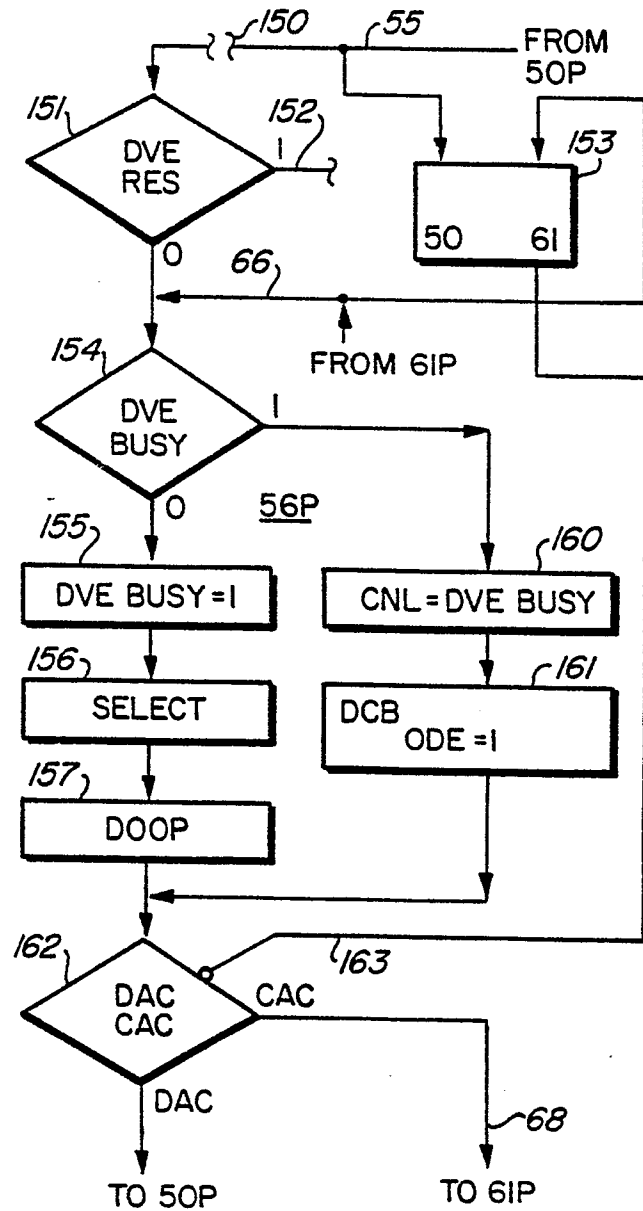 150
55
FROM
50P
151
DVE
RES
1
152
153
50 61
0
66
FROM 61P
154
DVE
BUSY
1
0
56P
155
DVE BUSY=1
160
CNL=DVE BUSY
156
SELECT
161
DCB
ODE=1
157
DOOP
162
DAC
CAC
CAC
163
DAC
68
TO 50P
TO 61P